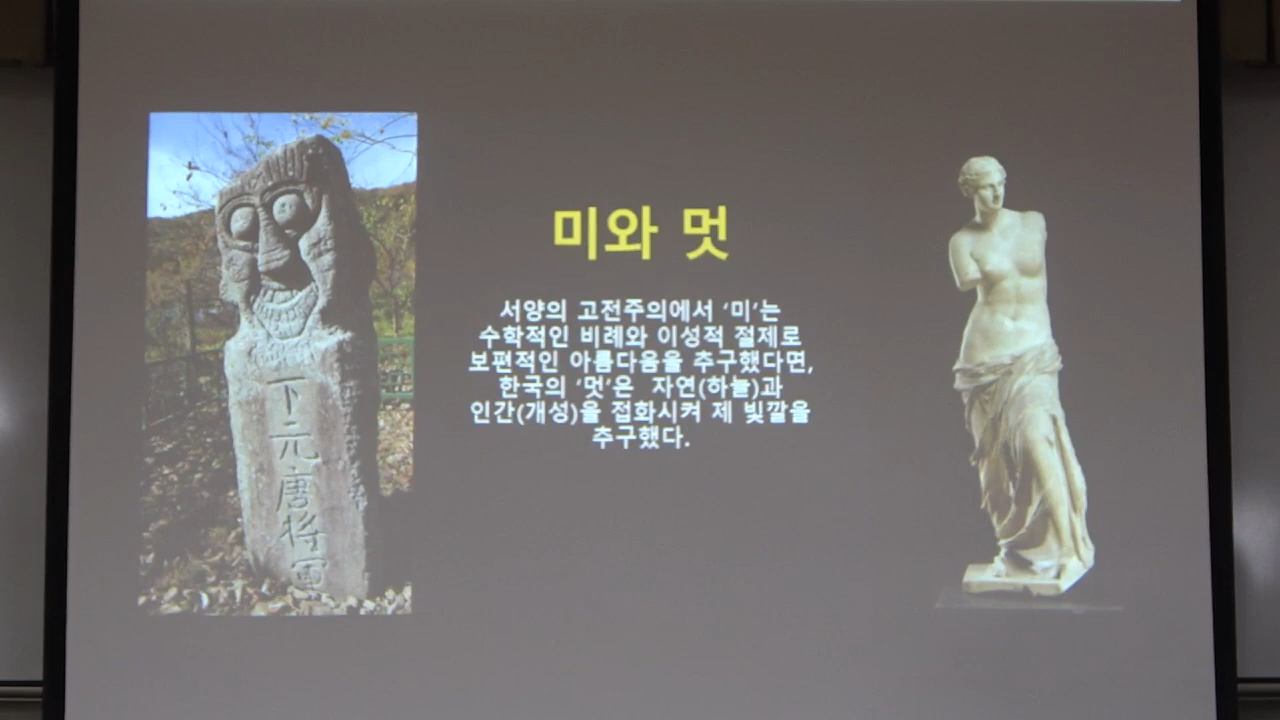 미와 멋
서양의 고전주의에서 ‘미’는
수학적인 비례와 이성적 절제로
보편적인 아름다움을 추구했다면,
한국의 ‘멋’은 자연(하늘)과
인간(개성)을 접화시켜 제 빛깔을
추구했다.
下元唐將軍